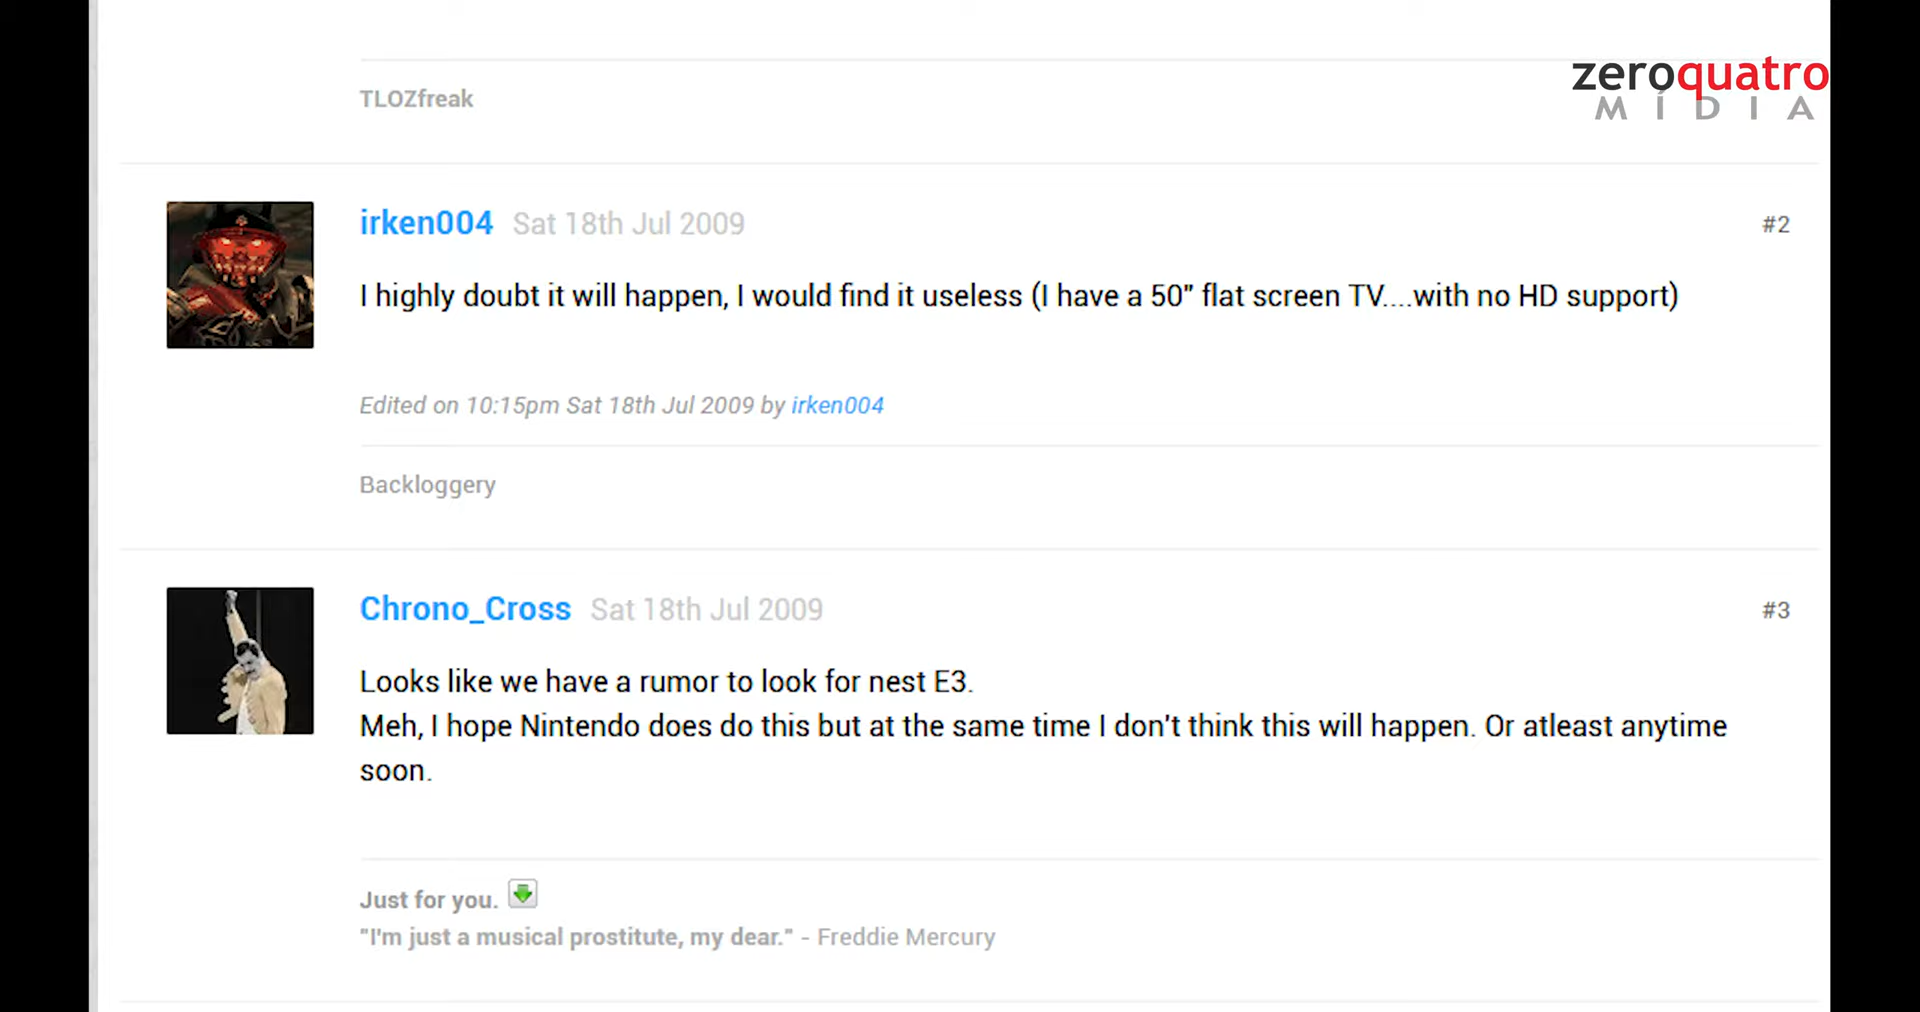 zeroquatro
MÍDIA
TLOZfreak
irken004 Sat 18th Jul 2009 #2
I highly doubt it will happen, I would find it useless (I have a 50" flat screen TV....with no HD support)
Edited on 10:15pm Sat 18th Jul 2009 by irken004
Backloggery
Chrono_Cross Sat 18th Jul 2009 #3
Looks like we have a rumor to look for nest E3.
Meh, I hope Nintendo does do this but at the same time I don't think this will happen. Or atleast anytime
soon.
Just for you.
"I'm just a musical prostitute, my dear." - Freddie Mercury